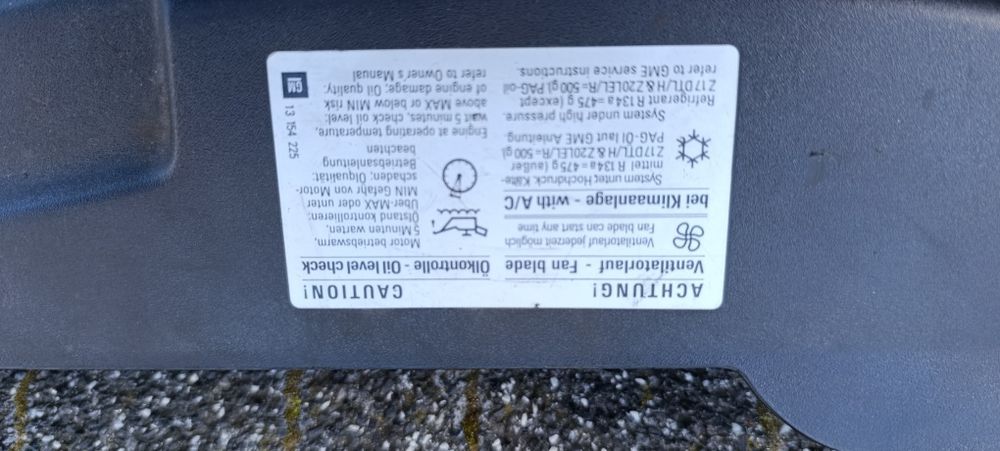 ACHTUNG!
CAUTION!
Ventilatorlauf - Fan blade
Ventilatorlauf jederzeit möglich
Fan blade can start any time
bei Klimaanlage - with A/C
System unter Hochdruck. Kälte-
mittel R 134 a = 475 g (außer
Z17DTL/H & Z20LEL/R= 500 g)
PAG-Öl laut GME Anleitung.
System under high pressure.
Refrigerant R 134 a =475 g (except
Z17DTL/H & Z20LEL/R= 500 g) PAG-oil
refer to GME service instructions.
Ölkontrolle - Oil level check
Motor betriebswarm,
5 Minuten warten,
Ölstand kontrollieren:
Über-MAX oder unter
MIN Gefahr von Motor-
schaden; Ölqualität:
Betriebsanleitung
beachten
Engine at operating temperature,
wait 5 minutes, check oil level:
above MAX or below MIN risk
of engine damage; Oil quality:
refer to Owner's Manual
GM
13 154 225